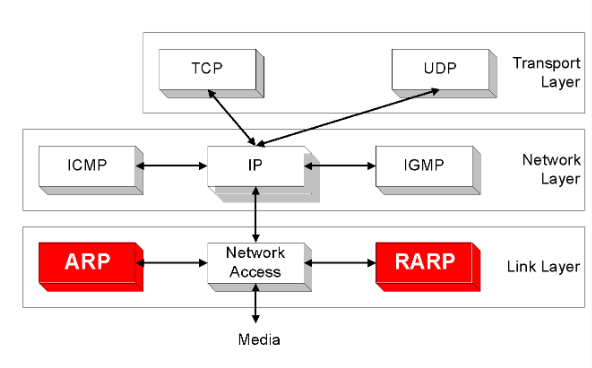 TCP
UDP
Transport
Layer
ICMP
IP
IGMP
Network
Layer
ARP
Network
Access
RARP
Link Layer
Media